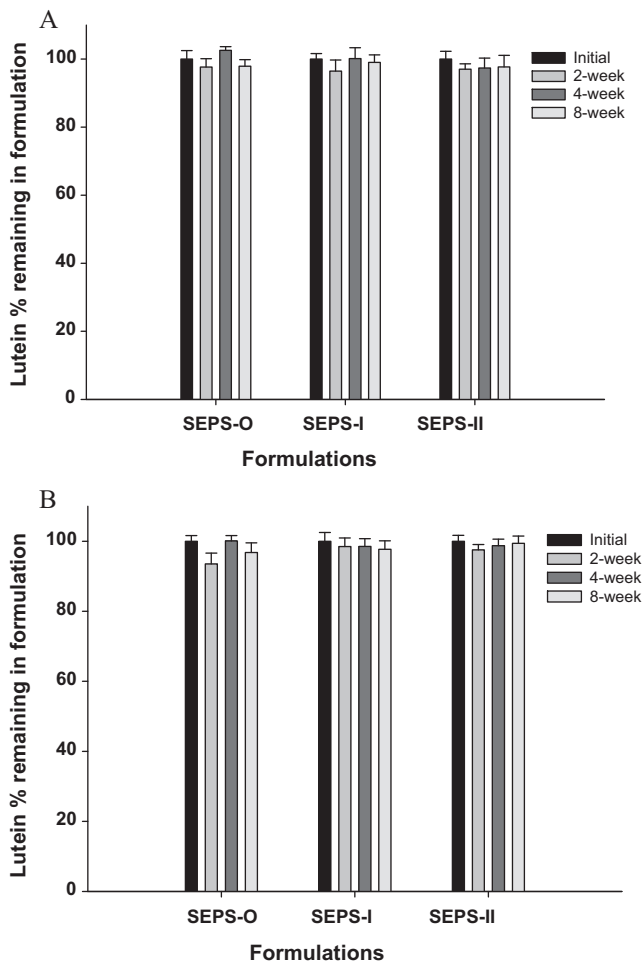 A
Lutein % remaining in formulation
100
80
60
40
20
0
Initial
2-week
4-week
8-week
SEPS-O SEPS-I SEPS-II
Formulations
B
Lutein % remaining in formulation
100
80
60
40
20
0
Initial
2-week
4-week
8-week
SEPS-O SEPS-I SEPS-II
Formulations